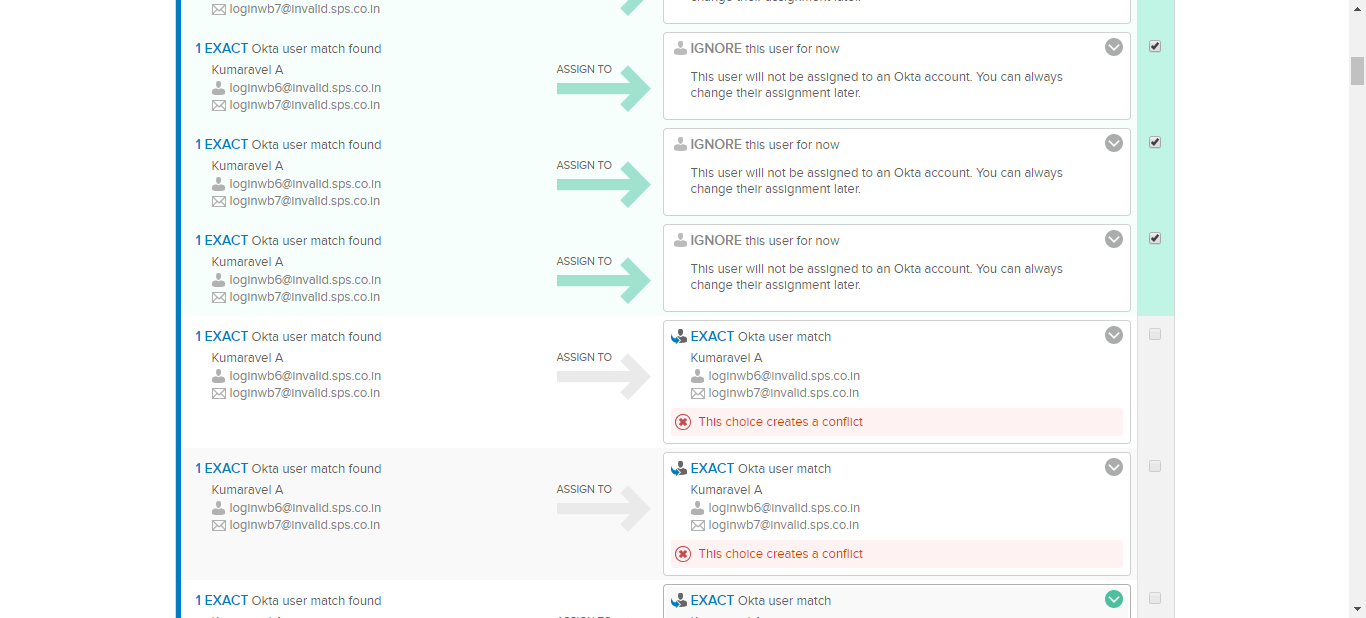 loginwb7@invalid.sps.co.in
change their assignment later.
1 EXACT Okta user match found
Kumaravel A
loginwb6@invalid.sps.co.in
loginwb7@invalid.sps.co.in
ASSIGN TO
IGNORE this user for now
This user will not be assigned to an Okta account. You can always
change their assignment later.
1 EXACT Okta user match found
Kumaravel A
loginwb6@invalid.sps.co.in
loginwb7@invalid.sps.co.in
ASSIGN TO
IGNORE this user for now
This user will not be assigned to an Okta account. You can always
change their assignment later.
1 EXACT Okta user match found
Kumaravel A
loginwb6@invalid.sps.co.in
loginwb7@invalid.sps.co.in
ASSIGN TO
IGNORE this user for now
This user will not be assigned to an Okta account. You can always
change their assignment later.
1 EXACT Okta user match found
Kumaravel A
loginwb6@invalid.sps.co.in
loginwb7@invalid.sps.co.in
ASSIGN TO
EXACT Okta user match
Kumaravel A
loginwb6@invalid.sps.co.in
loginwb7@invalid.sps.co.in
This choice creates a conflict
1 EXACT Okta user match found
Kumaravel A
loginwb6@invalid.sps.co.in
loginwb7@invalid.sps.co.in
ASSIGN TO
EXACT Okta user match
Kumaravel A
loginwb6@invalid.sps.co.in
loginwb7@invalid.sps.co.in
This choice creates a conflict
1 EXACT Okta user match found
EXACT Okta user match